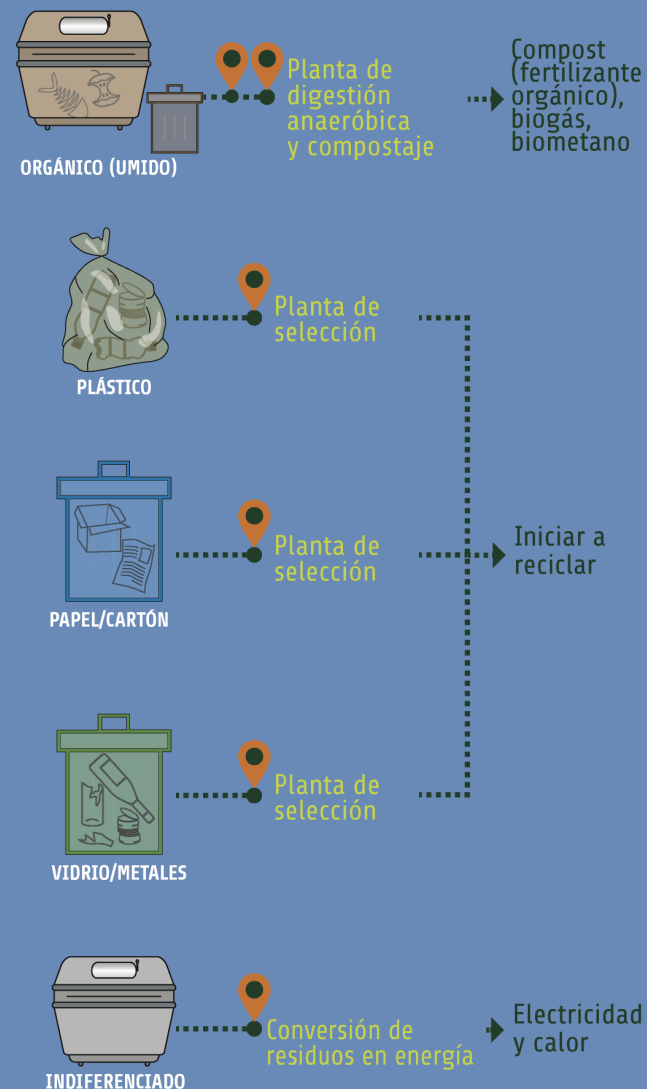 Planta de
digestión
anaeróbica
y compostaje
Compost
(fertilizante
orgánico),
biogás,
biometano
ORGÁNICO (UMIDO)
Planta de
selección
PLÁSTICO
Planta de
selección
Iniciar a
reciclar
PAPEL/CARTÓN
Planta de
selección
VIDRIO/METALES
Conversión de
residuos en energía
Electricidad
y calor
INDIFERENCIADO